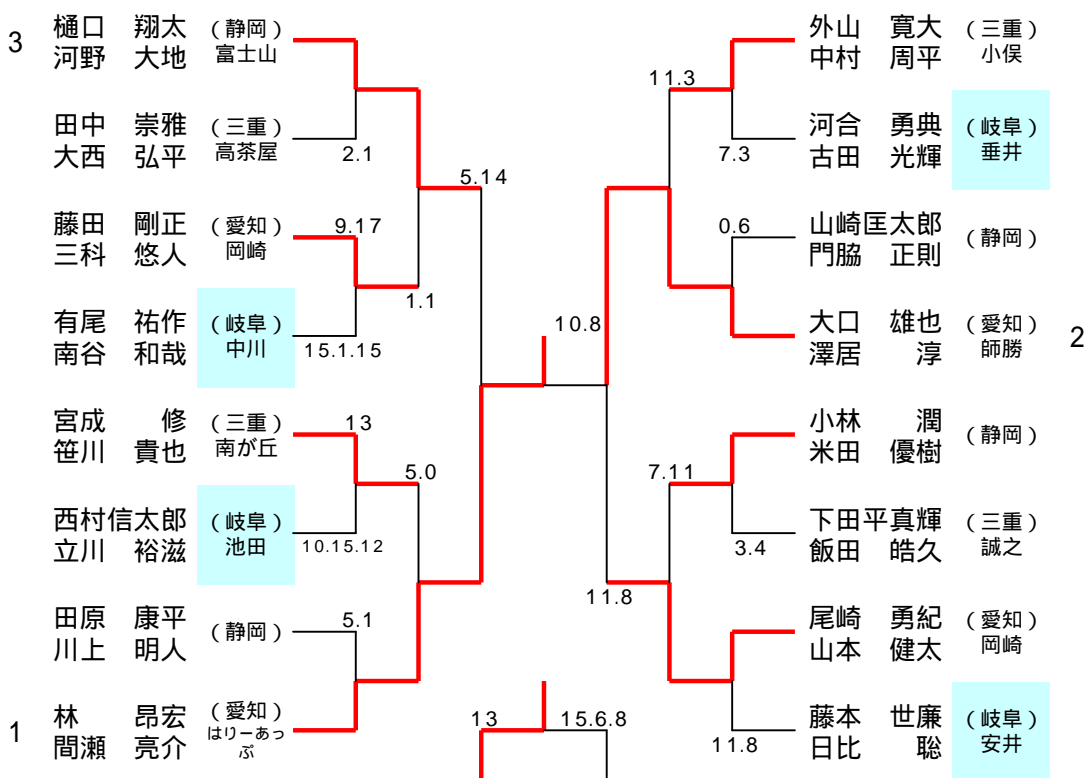 3
樋口 翔太
河野 大地
(静岡)
富士山
田中 崇雅
大西 弘平
(三重)
高茶屋
2.1
5.14
藤田 剛正
三科 悠人
(愛知)
岡崎
9.17
1.1
有尾 祐作
南谷 和哉
(岐阜)
中川
15.1.15
宮成 修
笹川 貴也
(三重)
南が丘
13
5.0
西村信太郎
立川 裕滋
(岐阜)
池田
10.15.12
田原 康平
川上 明人
(静岡)
5.1
1
林 昂宏
間瀬 亮介
(愛知)
はりーあっ
ぷ
10.8
13
15.6.8
外山 寛大
中村 周平
(三重)
小俣
11.3
河合 勇典
古田 光輝
(岐阜)
垂井
7.3
山崎匡太郎
門脇 正則
(静岡)
0.6
大口 雄也
澤居 淳
(愛知)
師勝
2
小林 潤
米田 優樹
(静岡)
7.11
下田平真輝
飯田 皓久
(三重)
誠之
3.4
11.8
尾崎 勇紀
山本 健太
(愛知)
岡崎
藤本 世廉
日比 聡
(岐阜)
安井
11.8